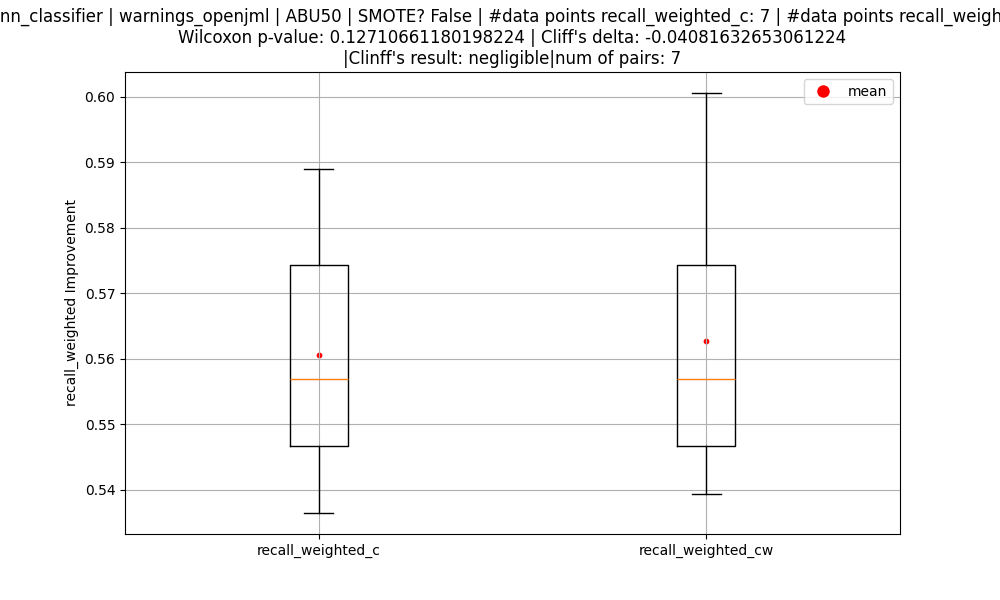 nn_classifier | warnings_openjml | ABU50 | SMOTE? False | #data points recall_weighted_c: 7 | #data points recall_weigh
Wilcoxon p-value: 0.12710661180198224 | Cliff's delta: -0.04081632653061224
|Clinff's result: negligible|num of pairs: 7
mean
0.60
0.59
0.58
0.57
0.56
0.55
0.54
recall_weighted Improvement
recall_weighted_c
recall_weighted_cw